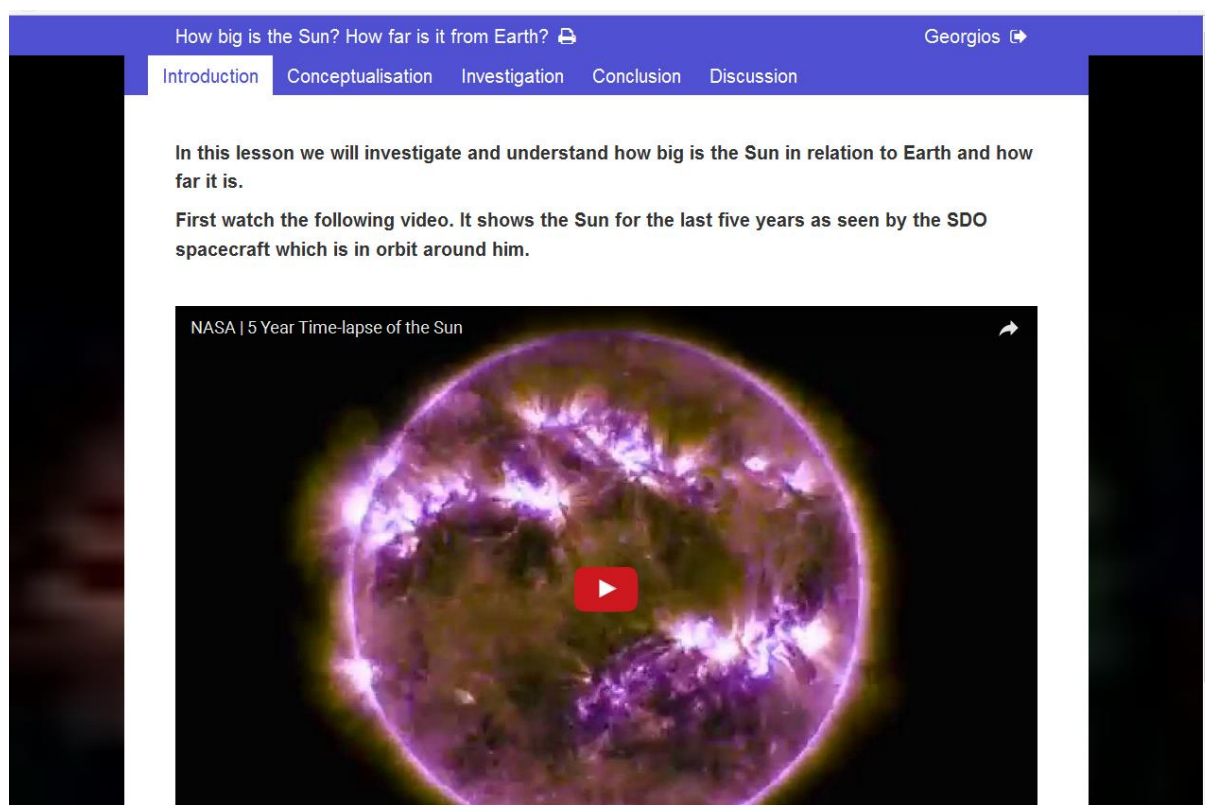 How big is the Sun? How far is it from Earth?
Georgios
Introduction Conceptualisation Investigation Conclusion Discussion
In this lesson we will investigate and understand how big is the Sun in relation to Earth and how
far it is.
First watch the following video. It shows the Sun for the last five years as seen by the SDO
spacecraft which is in orbit around him.
NASA | 5 Year Time-lapse of the Sun